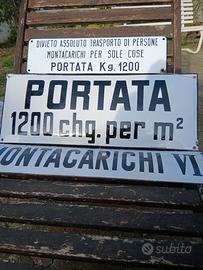 DIVIETO ASSOLUTO TRASPORTO DI PERSONE
MONTACARICHI PER SOLE COSE
PORTATA Kg. 1200
PORTATA
1200 chg. per m²
MONTACARICHI VI
subito